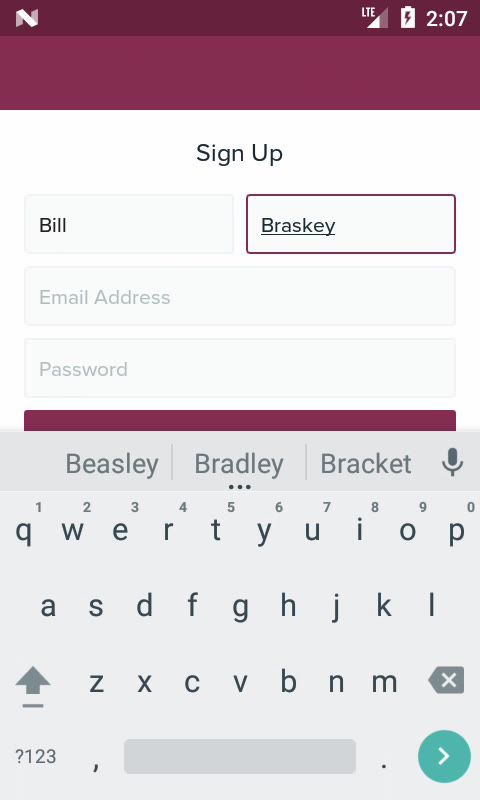 LTE 2:07
Sign Up
Bill Braskey
Email Address
Password
Beasley Bradley Bracket
1 2 3 4 5 6 7 8 9 0
q w e r t y u i o p
a s d f g h j k l
z x c v b n m
?123 , .